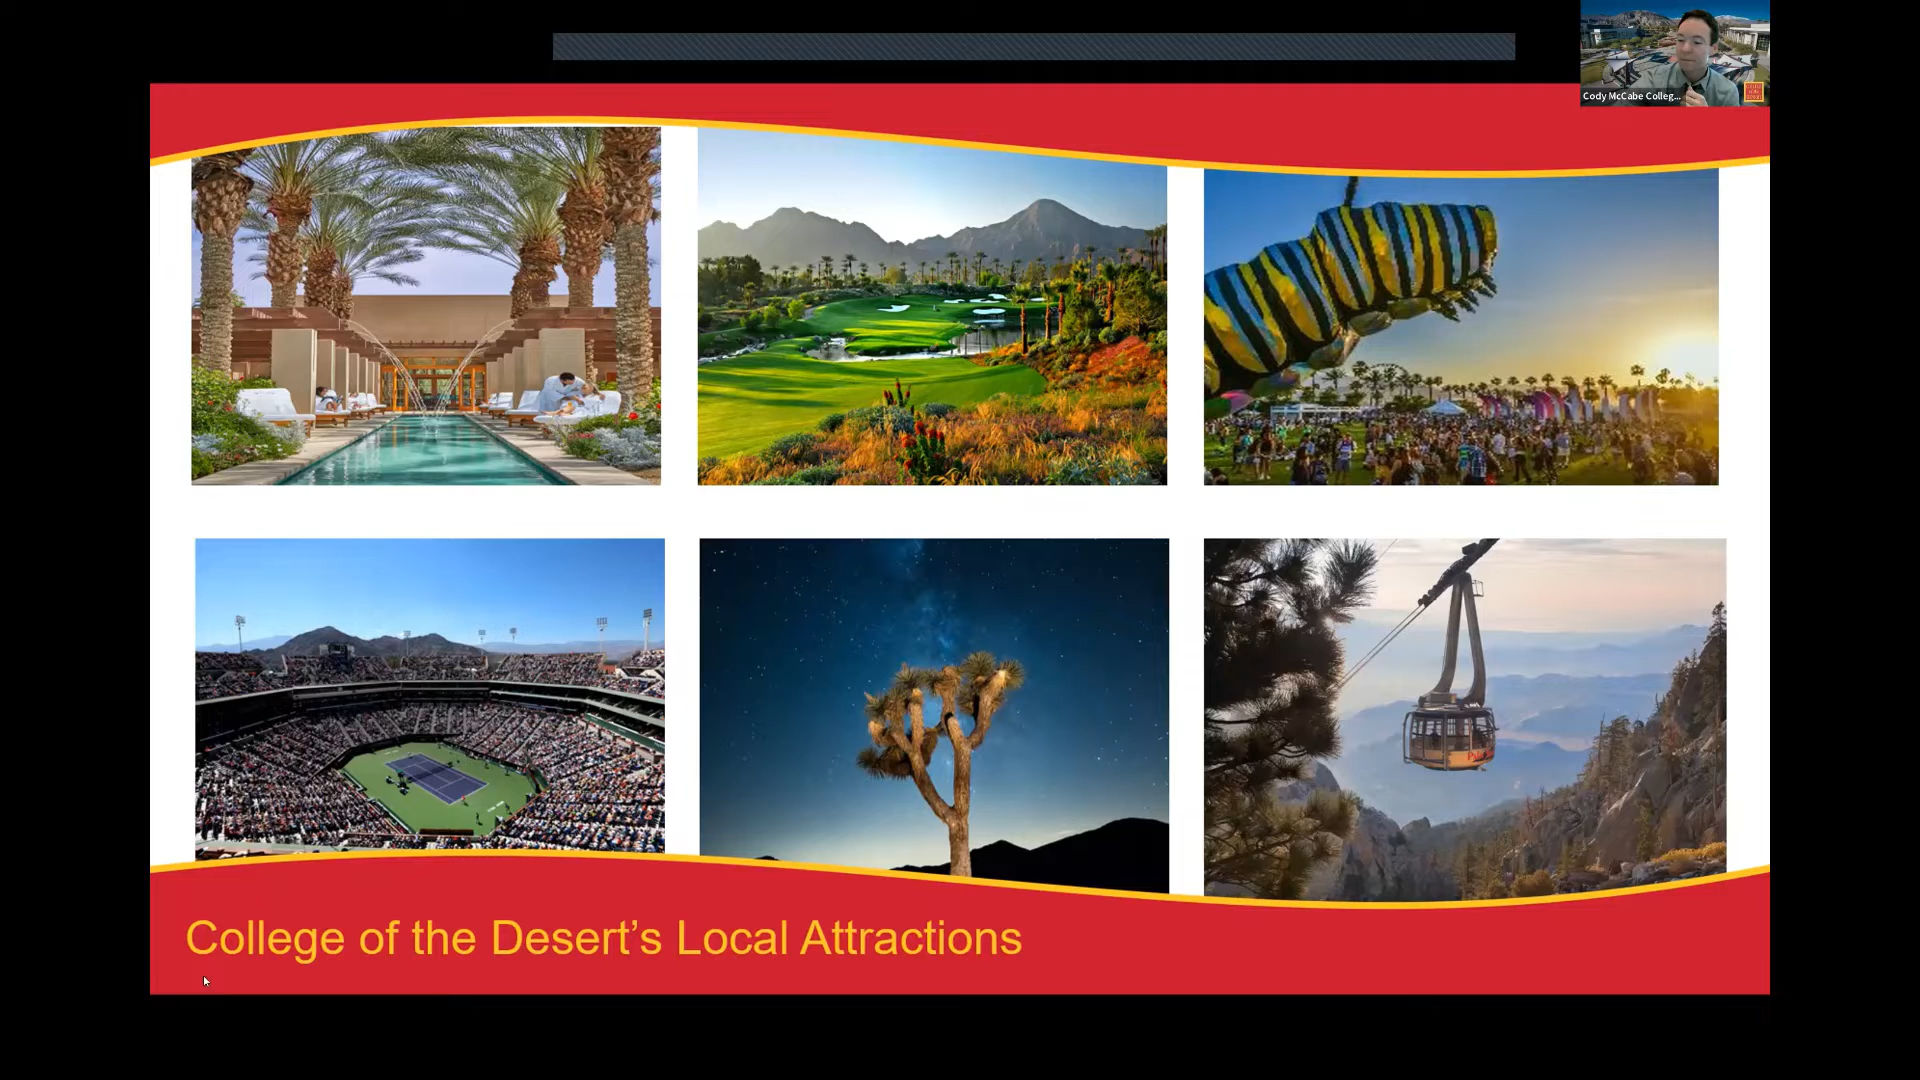 Cody McCabe Colleg...
College of the Desert’s Local Attractions